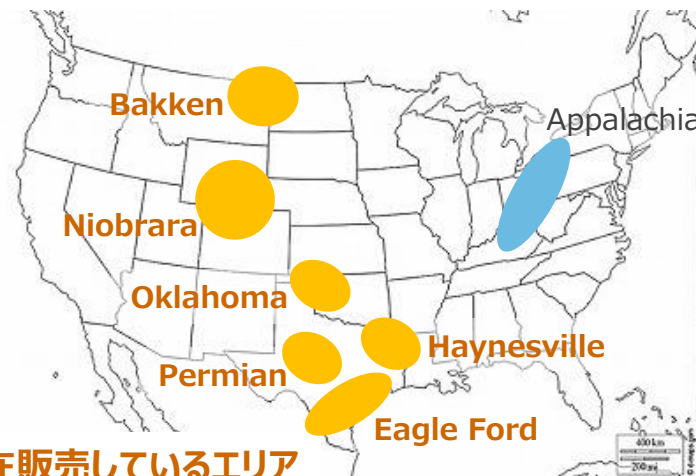 Bakken
Appalachia
Niobrara
Oklahoma
Haynesville
Permian
Eagle Ford
販売しているエリア
400 km
200 mi